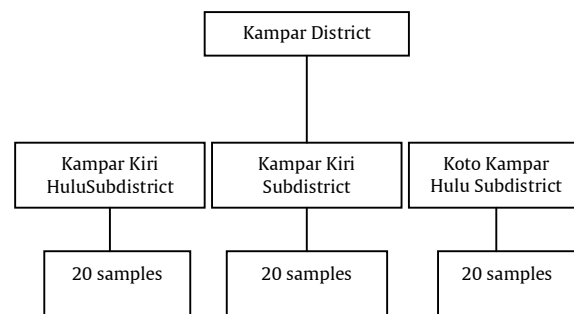 Kampar District
Kampar Kiri
HuluSubdistrict
Kampar Kiri
Subdistrict
Koto Kampar
Hulu Subdistrict
20 samples
20 samples
20 samples